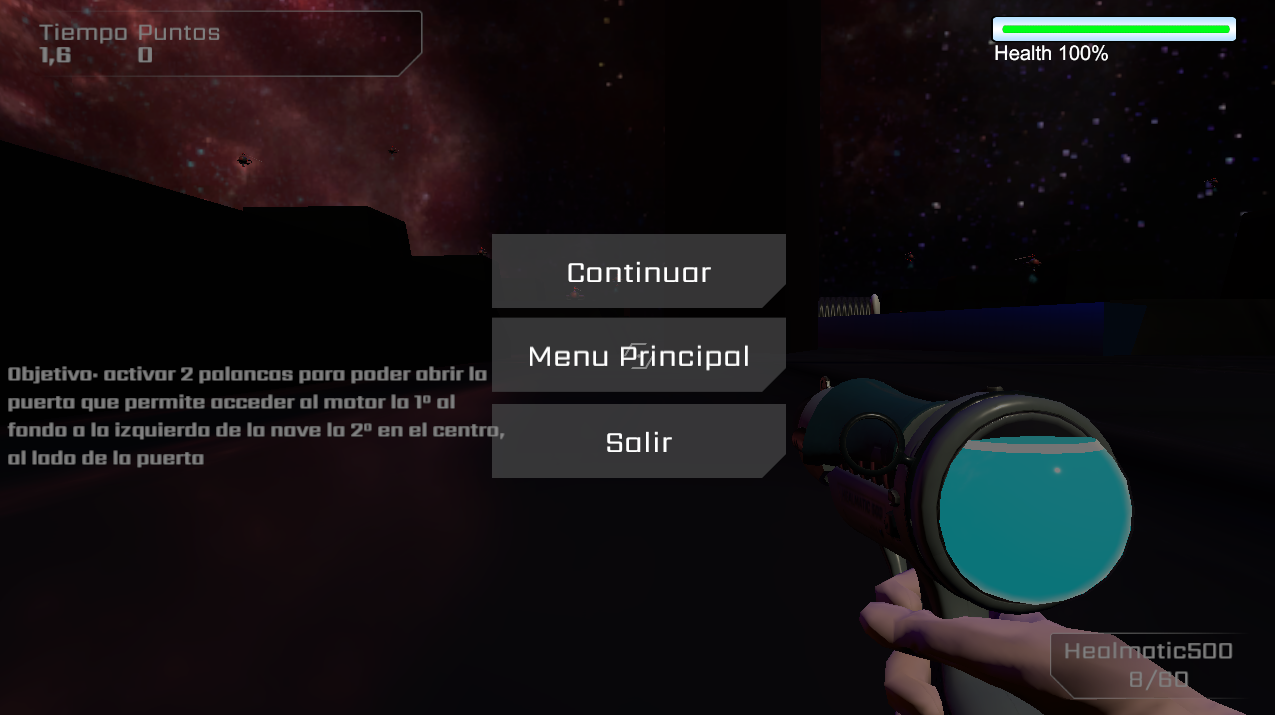 Tiempo Puntos
1,6 0
Health 100%
Continuar
Menu Principal
Salir
Objetivo: activar 2 palancas para poder abrir la
puerta que permite acceder al motor la 1º al
fondo a la izquierda de la nave la 2º en el centro,
al lado de la puerta
Healmatic500
8/60